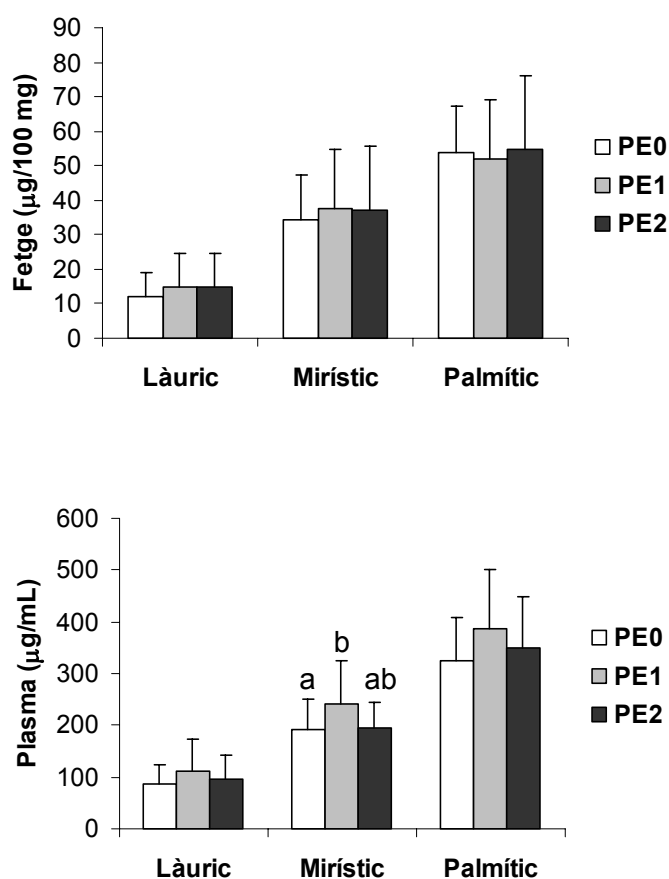 90
80
70
60
50
40
30
20
10
0
Fetge (µg/100 mg)
Làuric Mirístic Palmític
PE0
PE1
PE2
600
500
400
300
200
100
0
Plasma (µg/mL)
a b ab
Làuric Mirístic Palmític
PE0
PE1
PE2